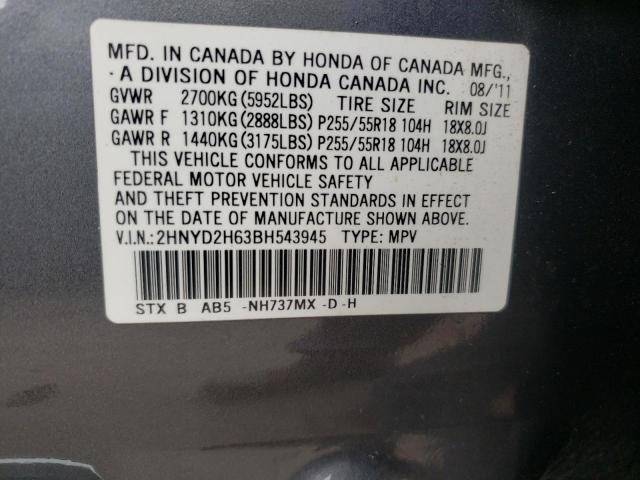 MFD. IN CANADA BY HONDA OF CANADA MFG.,
· A DIVISION OF HONDA CANADA INC. 08/'11
GVWR 2700KG(5952LBS) TIRE SIZE RIM SIZE
GAWR F 1310KG(2888LBS) P255/55R18 104H 18X8.0J
GAWR R 1440KG(3175LBS) P255/55R18 104H 18X8.0J
THIS VEHICLE CONFORMS TO ALL APPLICABLE
FEDERAL MOTOR VEHICLE SAFETY
AND THEFT PREVENTION STANDARDS IN EFFECT
ON THE DATE OF MANUFACTURE SHOWN ABOVE.
V.I.N.:2HNYD2H63BH543945 TYPE: MPV
STX B AB5 -NH737MX -D-H